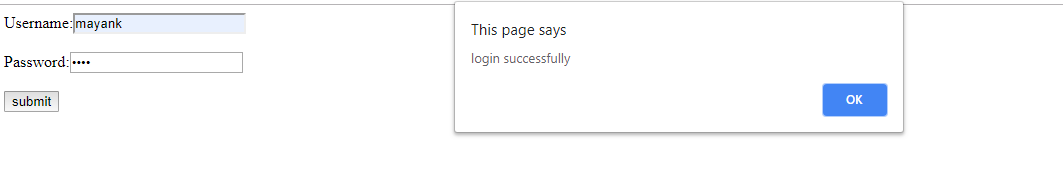 Username:mayank
Password:••••
submit
This page says
login successfully
OK